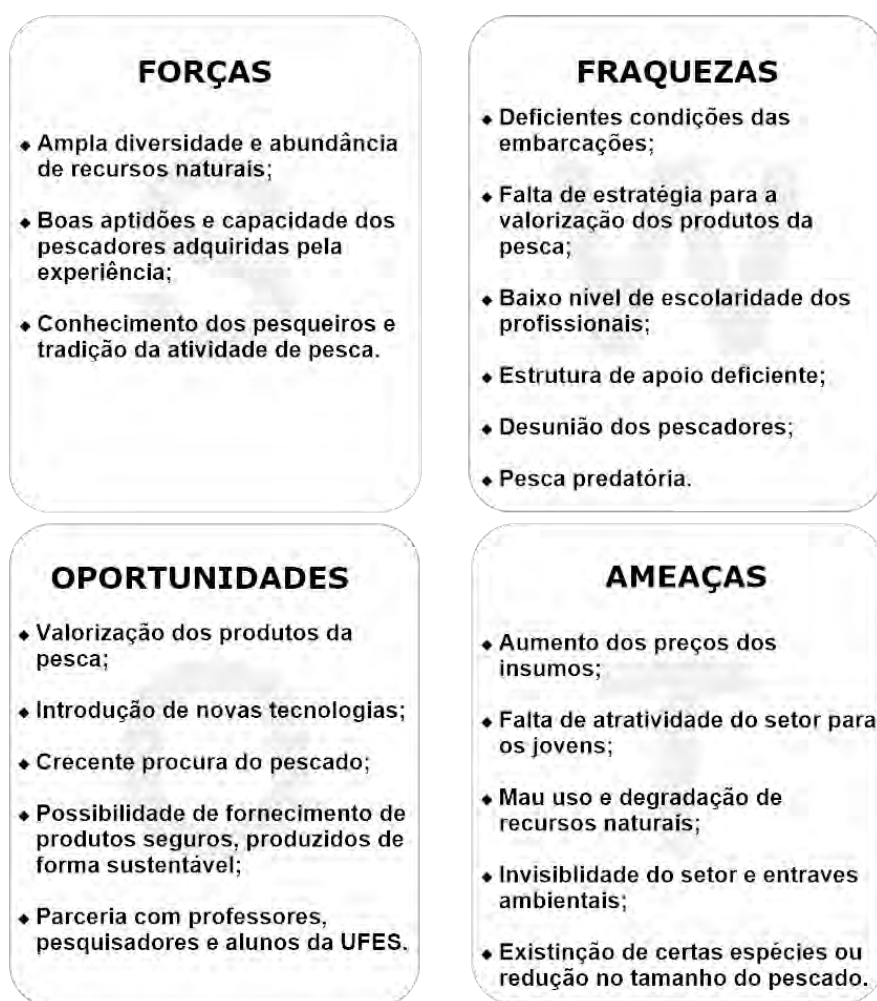 FORÇAS
◆ Ampla diversidade e abundância
de recursos naturais;
◆ Boas aptidões e capacidade dos
pescadores adquiridas pela
experiência;
◆ Conhecimento dos pesqueiros e
tradição da atividade de pesca.
FRAQUEZAS
◆ Deficientes condições das
embarcações;
◆ Falta de estratégia para a
valorização dos produtos da
pesca;
◆ Baixo nível de escolaridade dos
profissionais;
◆ Estrutura de apoio deficiente;
◆ Desunião dos pescadores;
◆ Pesca predatória.
OPORTUNIDADES
◆ Valorização dos produtos da
pesca;
◆ Introdução de novas tecnologias;
◆ Crecente procura do pescado;
◆ Possibilidade de fornecimento de
produtos seguros, produzidos de
forma sustentável;
◆ Parceria com professores,
pesquisadores e alunos da UFES.
AMEAÇAS
◆ Aumento dos preços dos
insumos;
◆ Falta de atratividade do setor para
os jovens;
◆ Mau uso e degradação de
recursos naturais;
◆ Invisiblidade do setor e entraves
ambientais;
◆ Existinção de certas espécies ou
redução no tamanho do pescado.